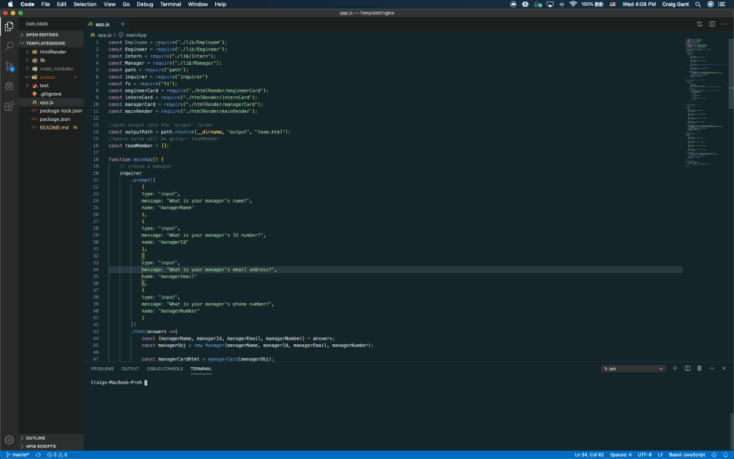 Code File Edit Selection View Go Debug Terminal Window Help
100% Wed 4:09 PM Craig Gant
app.js — TemplateEngine
EXPLORER
OPEN EDITORS
TEMPLATEENGINE
htmlRender
lib
node_modules
output
test
.gitignore
app.js
package-lock.json
package.json
README.md M
OUTLINE
NPM SCRIPTS
app.js
app.js > mainApp
1 const Employee = require("./lib/Employee");
2 const Engineer = require("./lib/Engineer");
3 const Intern = require("./lib/Intern");
4 const Manager = require("./lib/Manager");
5 const path = require("path");
6 const inquirer = require("inquirer")
7 const fs = require("fs");
8 const engineerCard = require("./htmlRender/engineerCard");
9 const internCard = require("./htmlRender/internCard")
10 const managerCard = require("./htmlRender/managerCard");
11 const mainRender = require("./htmlRender/mainRender");
12
13 //puts output into the 'output' folder
14 const outputPath = path.resolve(__dirname, "output", "team.html");
15 //where cards will be going-- teamMember
16 const teamMember = [];
17
18 function mainApp() {
19 // create a manager
20 inquirer
21 .prompt([
22 {
23 type: "input",
24 message: "What is your manager's name?",
25 name: "managerName"
26 },
27 {
28 type: "input",
29 message: "What is your manager's ID number?",
30 name: "managerId"
31 },
32 {
33 type: "input",
34 message: "What is your manager's email address?",
35 name: "managerEmail"
36 },
37 {
38 type: "input",
39 message: "What is your manager's phone number?",
40 name: "managerNumber"
41 }
42 ])
43 .then(answers =>{
44 const {managerName, managerId, managerEmail, managerNumber} = answers;
45 const managerObj = new Manager(managerName, managerId, managerEmail, managerNumber);
46
47 const managerCardHtml = managerCard(managerObj);
PROBLEMS OUTPUT DEBUG CONSOLE TERMINAL
1: zsh
Craigs-MacBook-Pro%
master* 0 0
Ln 34, Col 62 Spaces: 4 UTF-8 LF Babel JavaScript